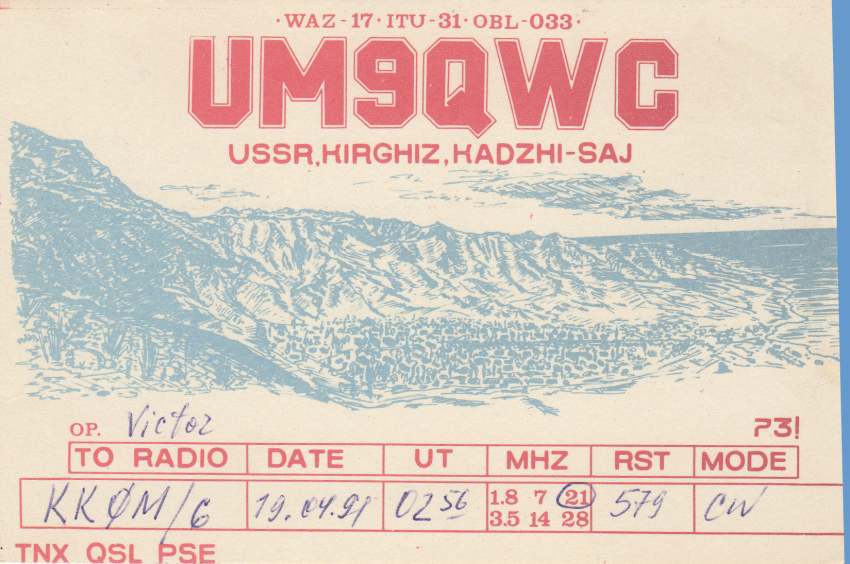 ·WAZ-17·ITU-31·OBL-033·
UM9QWC
USSR,KIRGHIZ,KADZHI-SAJ
OP. Victor
73!
TO RADIO DATE UT MHZ RST MODE
KKØM/6 19.04.91 0256 1.8 7 21 579 CW
3.5 14 28
TNX QSL PSE